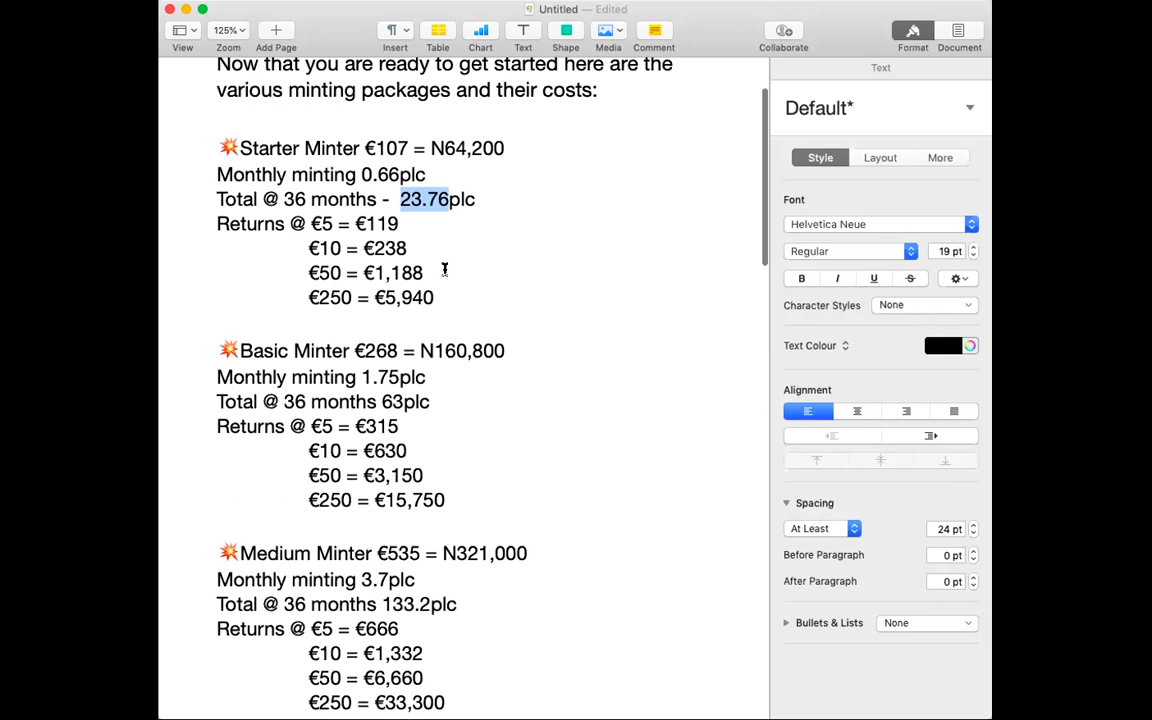 Untitled — Edited
View
125%
Zoom
Add Page
Insert
Table
Chart
Text
Shape
Media
Comment
Collaborate
Format
Document
Now that you are ready to get started here are the
various minting packages and their costs:
💥Starter Minter €107 = N64,200
Monthly minting 0.66plc
Total @ 36 months - 23.76plc
Returns @ €5 = €119
€10 = €238
€50 = €1,188
€250 = €5,940
💥Basic Minter €268 = N160,800
Monthly minting 1.75plc
Total @ 36 months 63plc
Returns @ €5 = €315
€10 = €630
€50 = €3,150
€250 = €15,750
💥Medium Minter €535 = N321,000
Monthly minting 3.7plc
Total @ 36 months 133.2plc
Returns @ €5 = €666
€10 = €1,332
€50 = €6,660
€250 = €33,300
Text
Default*
Style
Layout
More
Font
Helvetica Neue
Regular
19 pt
B I U S
Character Styles
None
Text Colour
Alignment
Spacing
At Least
24 pt
Before Paragraph
0 pt
After Paragraph
0 pt
Bullets & Lists
None